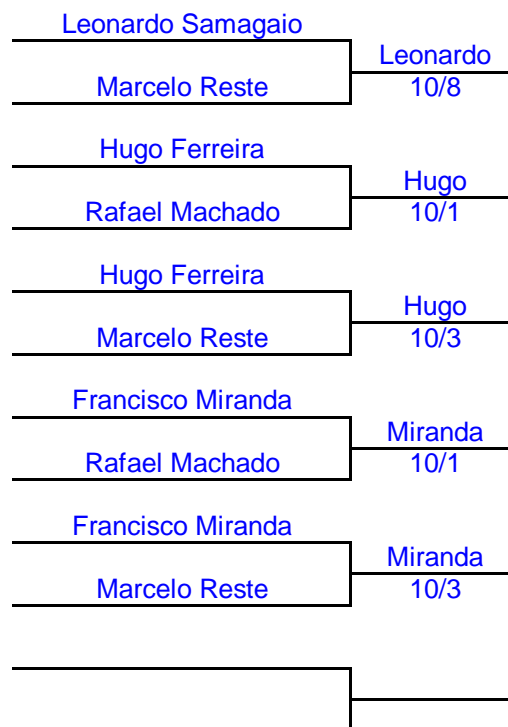 Leonardo Samagaio
Leonardo
Marcelo Reste
10/8
Hugo Ferreira
Hugo
Rafael Machado
10/1
Hugo Ferreira
Hugo
Marcelo Reste
10/3
Francisco Miranda
Miranda
Rafael Machado
10/1
Francisco Miranda
Miranda
Marcelo Reste
10/3